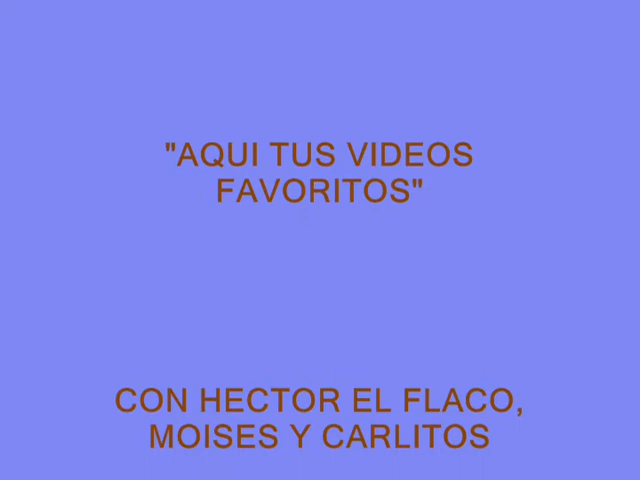 "AQUI TUS VIDEOS
FAVORITOS"
CON HECTOR EL FLACO,
MOISES Y CARLITOS